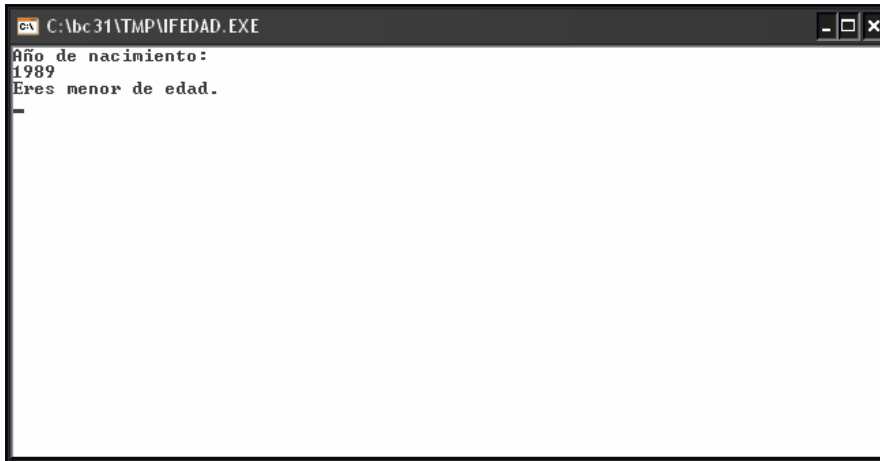 C:\bc31\TMP\IFEDAD.EXE
Año de nacimiento:
1989
Eres menor de edad.